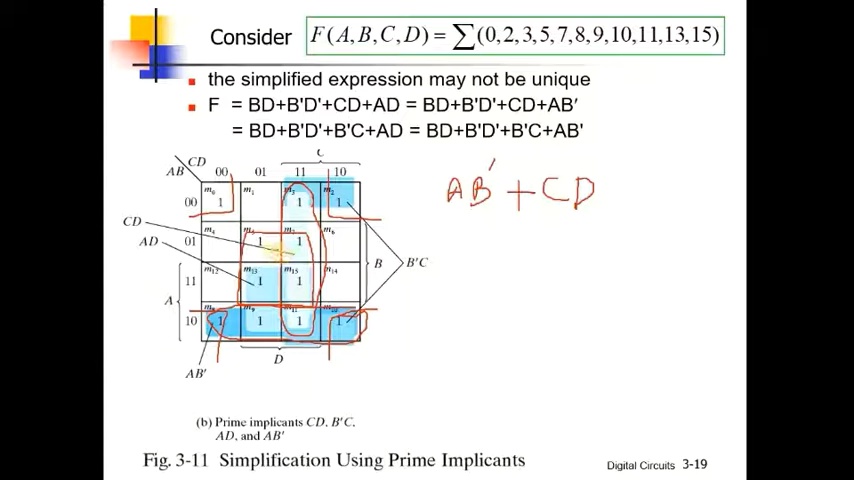 Consider F(A,B,C,D) = ∑(0,2,3,5,7,8,9,10,11,13,15)
the simplified expression may not be unique
F = BD+B'D'+CD+AD = BD+B'D'+CD+AB′
= BD+B'D'+B'C+AD = BD+B'D'+B'C+AB'
C
CD
AB 00 01 11 10
m0 m1 m3 m2
00 1 1 1
AB' + CD
CD
m4 m5 m7 m6
01 1 1
AD
B B'C
m12 m13 m15 m14
11 1 1
A
m8 m9 m11 m10
10 1 1 1 1
D
AB'
(b) Prime implicants CD, B'C,
AD, and AB'
Fig. 3-11 Simplification Using Prime Implicants
Digital Circuits 3-19